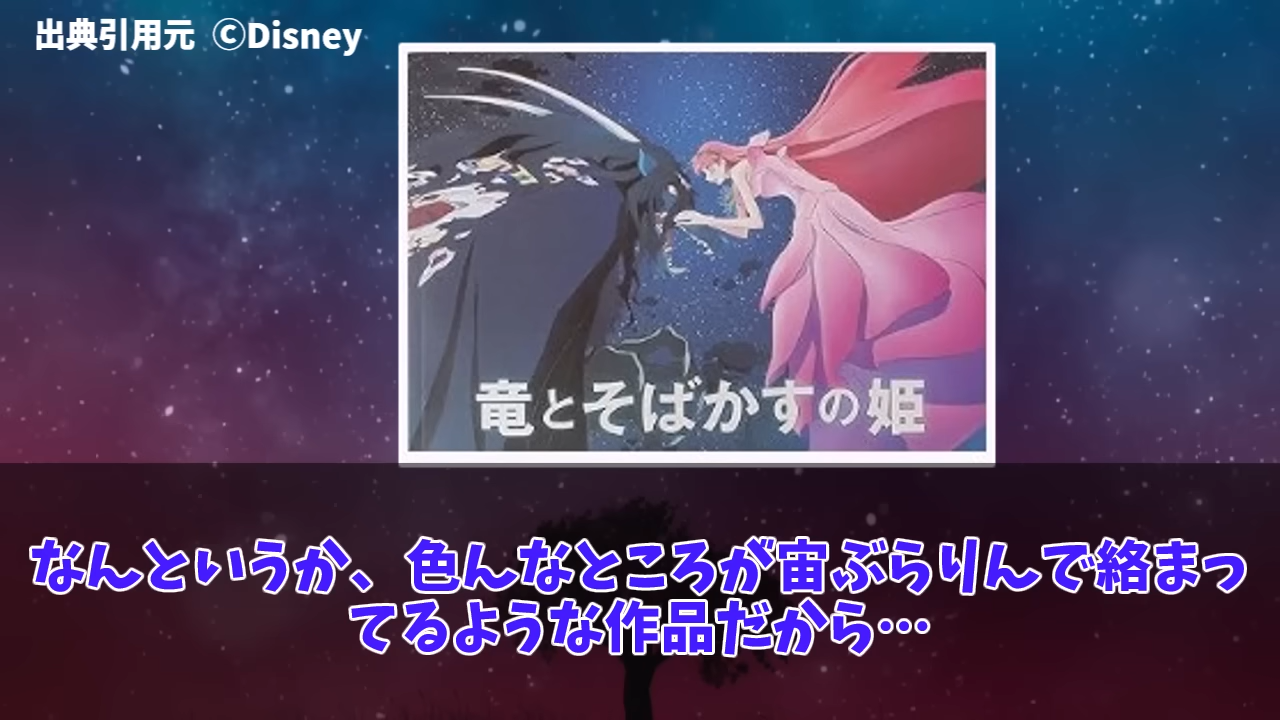 出典引用元 ©Disney
竜とそばかすの姫
なんというか、色んなところが宙ぶらりんで絡まっ
てるような作品だから…